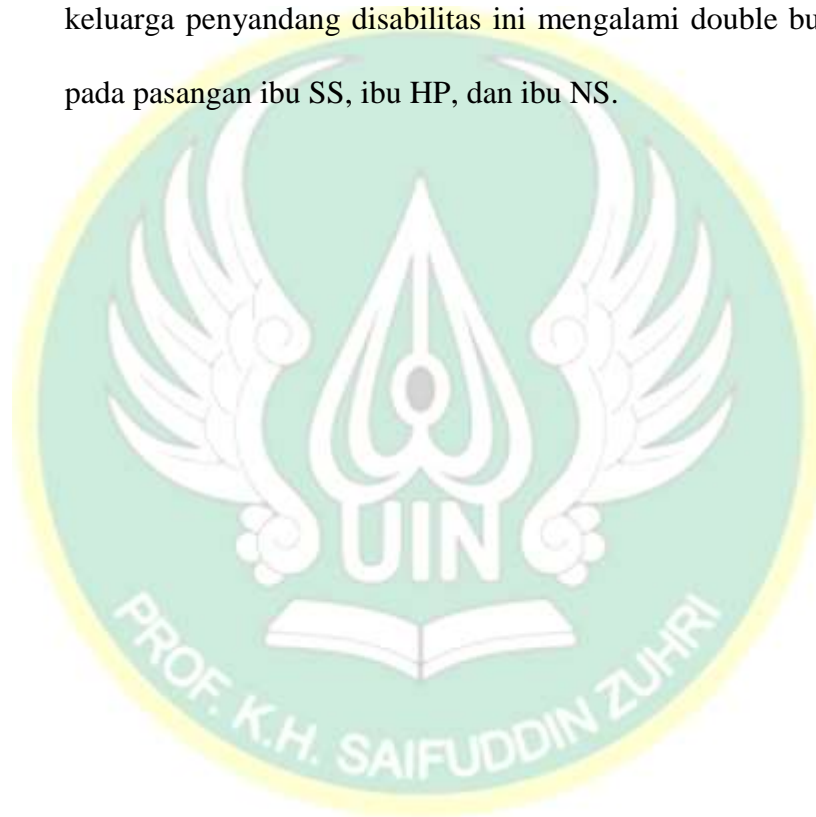 keluarga penyandang disabilitas ini mengalami double bu
pada pasangan ibu SS, ibu HP, dan ibu NS.
UIN
PROF. K.H. SAIFUDDIN ZUHRI